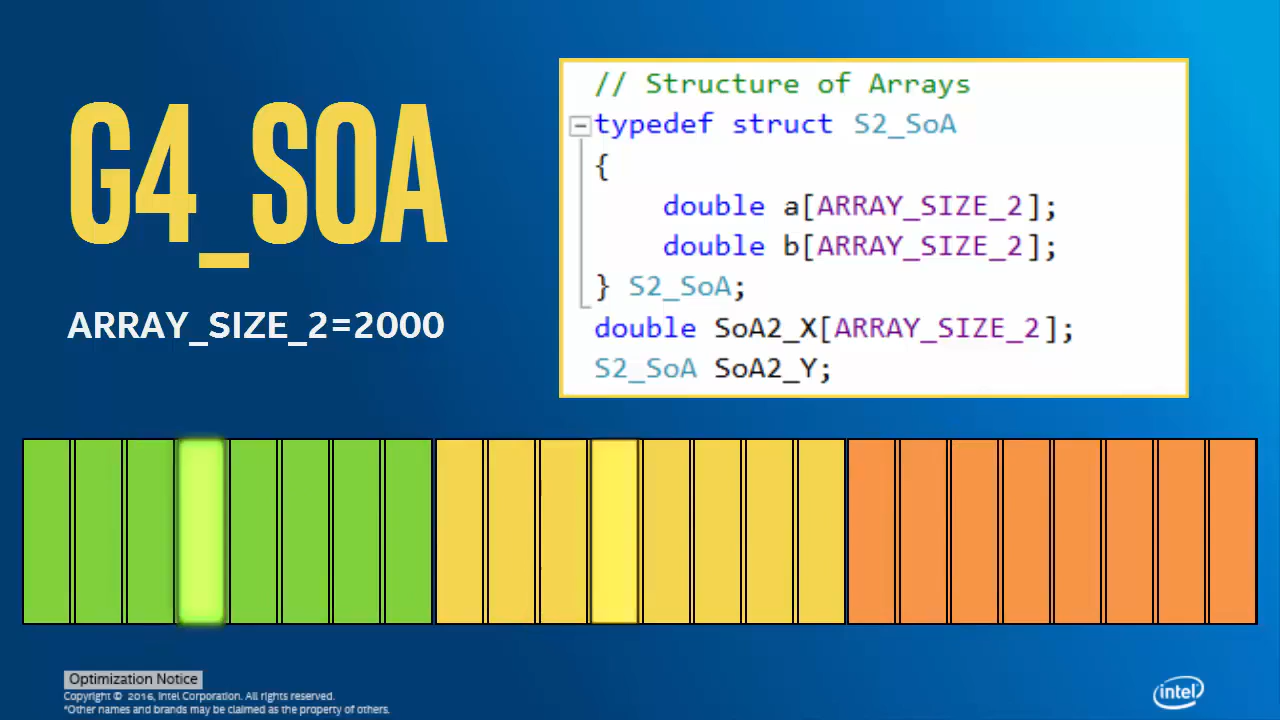 G4_SOA
ARRAY_SIZE_2=2000
// Structure of Arrays
typedef struct S2_SoA
{
double a[ARRAY_SIZE_2];
double b[ARRAY_SIZE_2];
} S2_SoA;
double SoA2_X[ARRAY_SIZE_2];
S2_SoA SoA2_Y;
Optimization Notice
Copyright © 2016, Intel Corporation. All rights reserved.
*Other names and brands may be claimed as the property of others.
intel